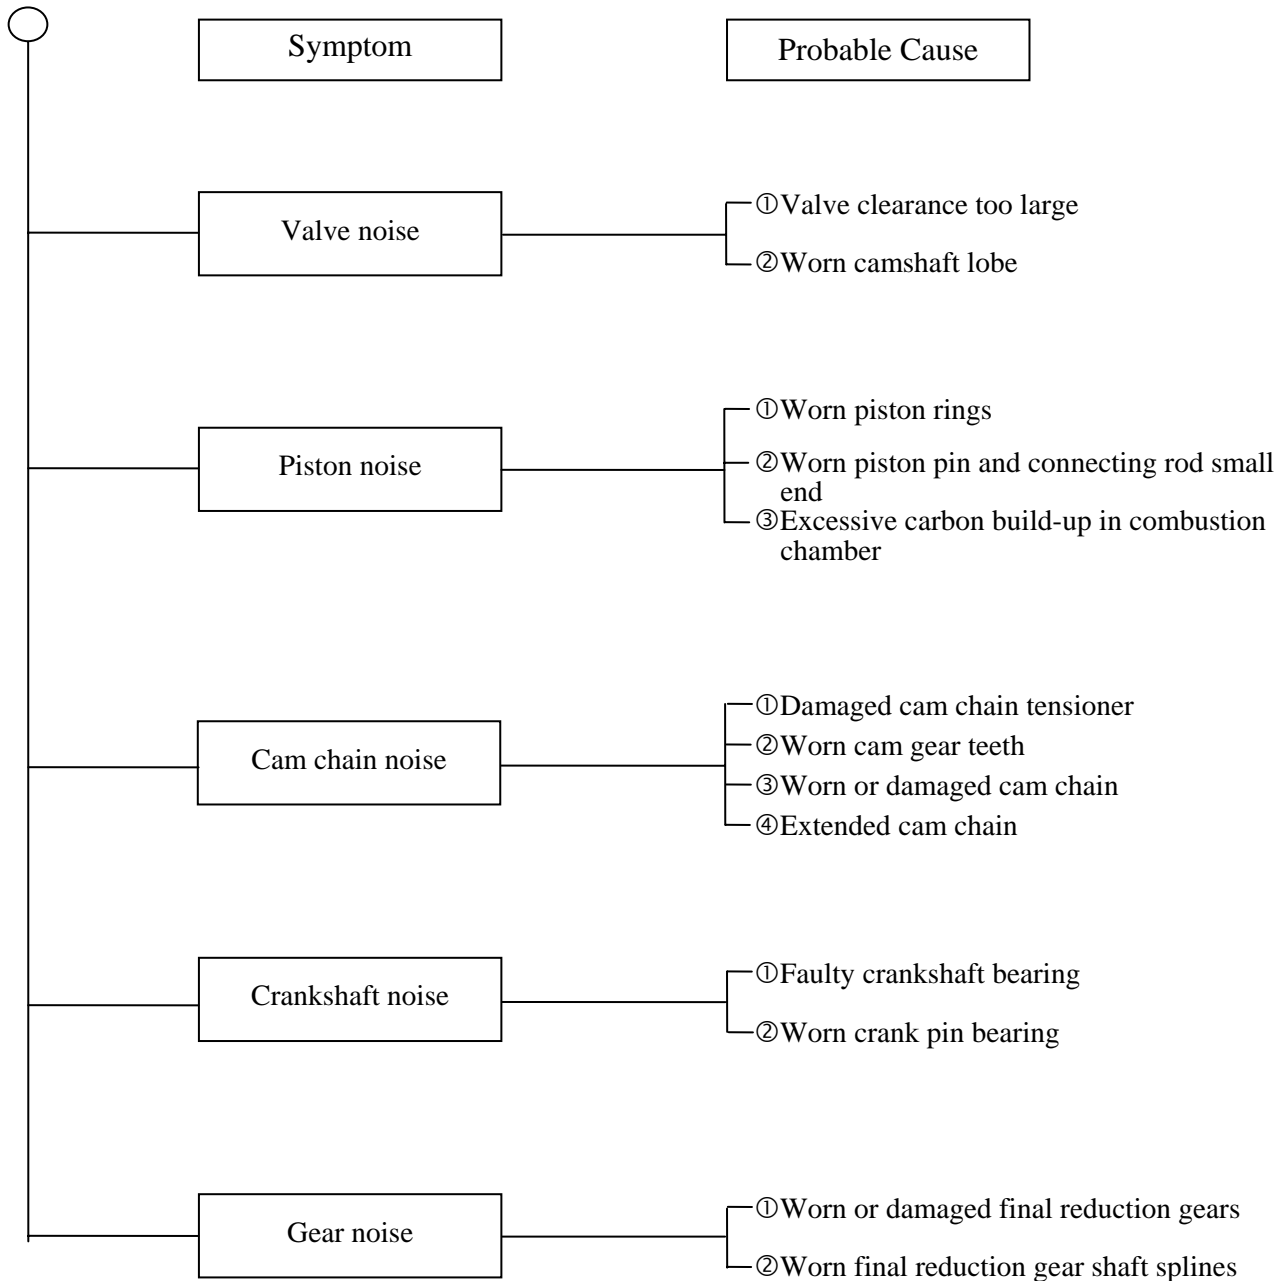 Symptom
Probable Cause
Valve noise
①Valve clearance too large
②Worn camshaft lobe
Piston noise
①Worn piston rings
②Worn piston pin and connecting rod small
end
③Excessive carbon build-up in combustion
chamber
Cam chain noise
①Damaged cam chain tensioner
②Worn cam gear teeth
③Worn or damaged cam chain
④Extended cam chain
Crankshaft noise
①Faulty crankshaft bearing
②Worn crank pin bearing
Gear noise
①Worn or damaged final reduction gears
②Worn final reduction gear shaft splines